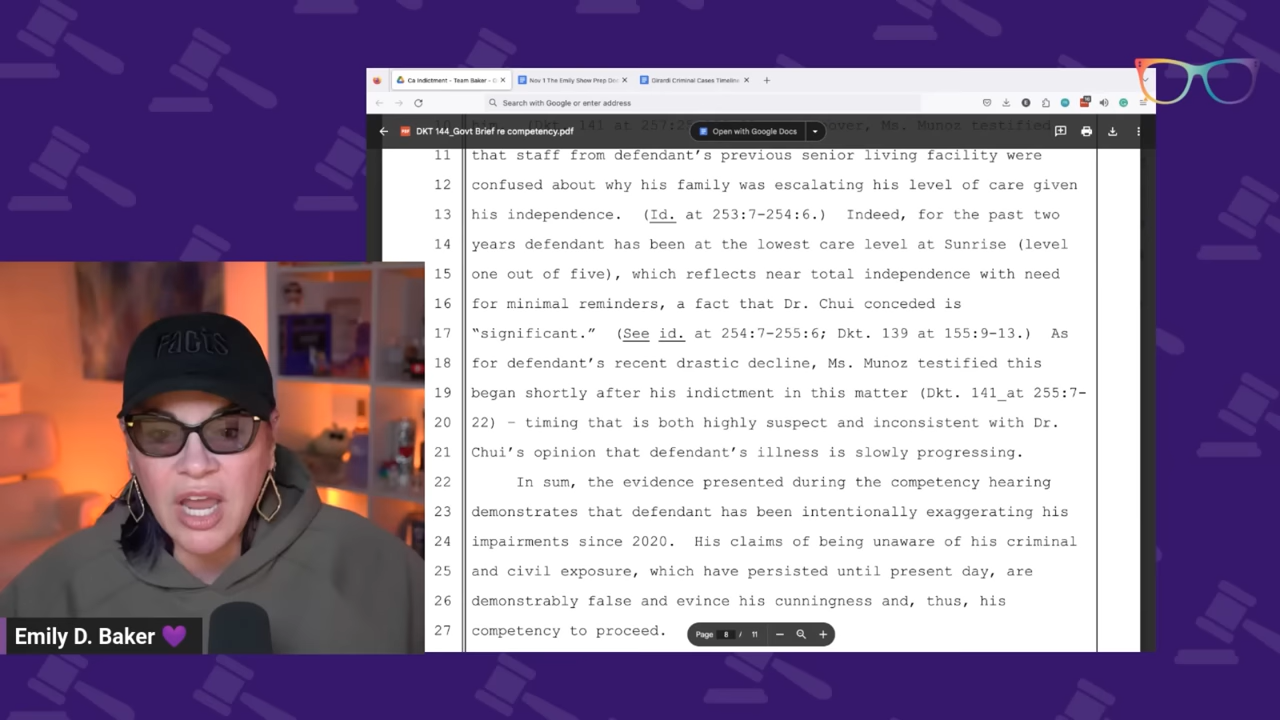 Ca Indictment - Team Baker -
Nov 1 The Emily Show Prep Do
Girardi Criminal Cases Timeline
Search with Google or enter address
DKT 144_Govt Brief re competency.pdf
Open with Google Docs
11 that staff from defendant's previous senior living facility were
12 confused about why his family was escalating his level of care given
13 his independence. (Id. at 253:7-254:6.) Indeed, for the past two
14 years defendant has been at the lowest care level at Sunrise (level
15 one out of five), which reflects near total independence with need
16 for minimal reminders, a fact that Dr. Chui conceded is
17 “significant.” (See id. at 254:7-255:6; Dkt. 139 at 155:9-13.) As
18 for defendant's recent drastic decline, Ms. Munoz testified this
19 began shortly after his indictment in this matter (Dkt. 141_at 255:7-
20 22) – timing that is both highly suspect and inconsistent with Dr.
21 Chui's opinion that defendant's illness is slowly progressing.
22 In sum, the evidence presented during the competency hearing
23 demonstrates that defendant has been intentionally exaggerating his
24 impairments since 2020. His claims of being unaware of his criminal
25 and civil exposure, which have persisted until present day, are
26 demonstrably false and evince his cunningness and, thus, his
27 competency to proceed.
Page 8 / 11
FACTS
Emily D. Baker 💜